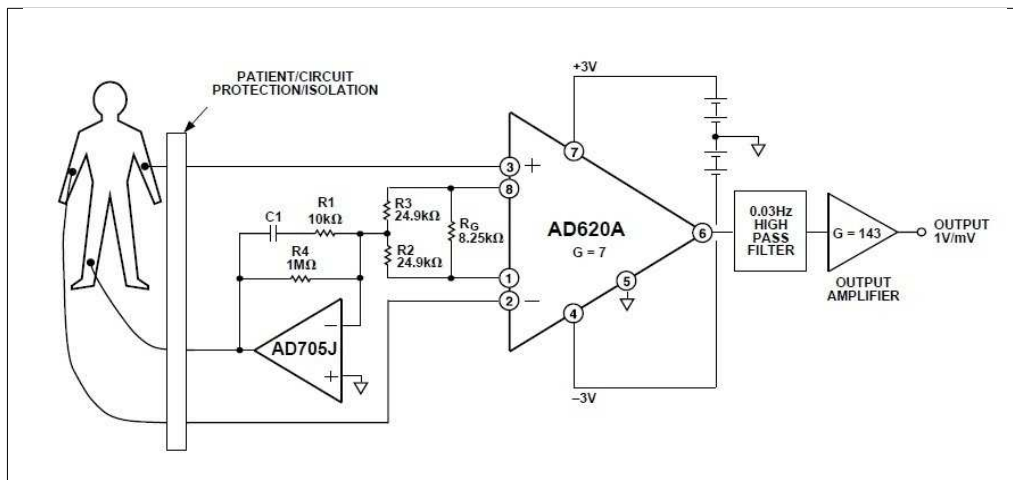 PATIENT/CIRCUIT
PROTECTION/ISOLATION
+3V
3
+
8
7
R1
10kΩ
C1
R3
24.9kΩ
RG
8.25kΩ
R4
1MΩ
R2
24.9kΩ
AD620A
G = 7
6
0.03Hz
HIGH
PASS
FILTER
G = 143
OUTPUT
1V/mV
OUTPUT
AMPLIFIER
1
2
–
5
4
–
AD705J
+
–3V